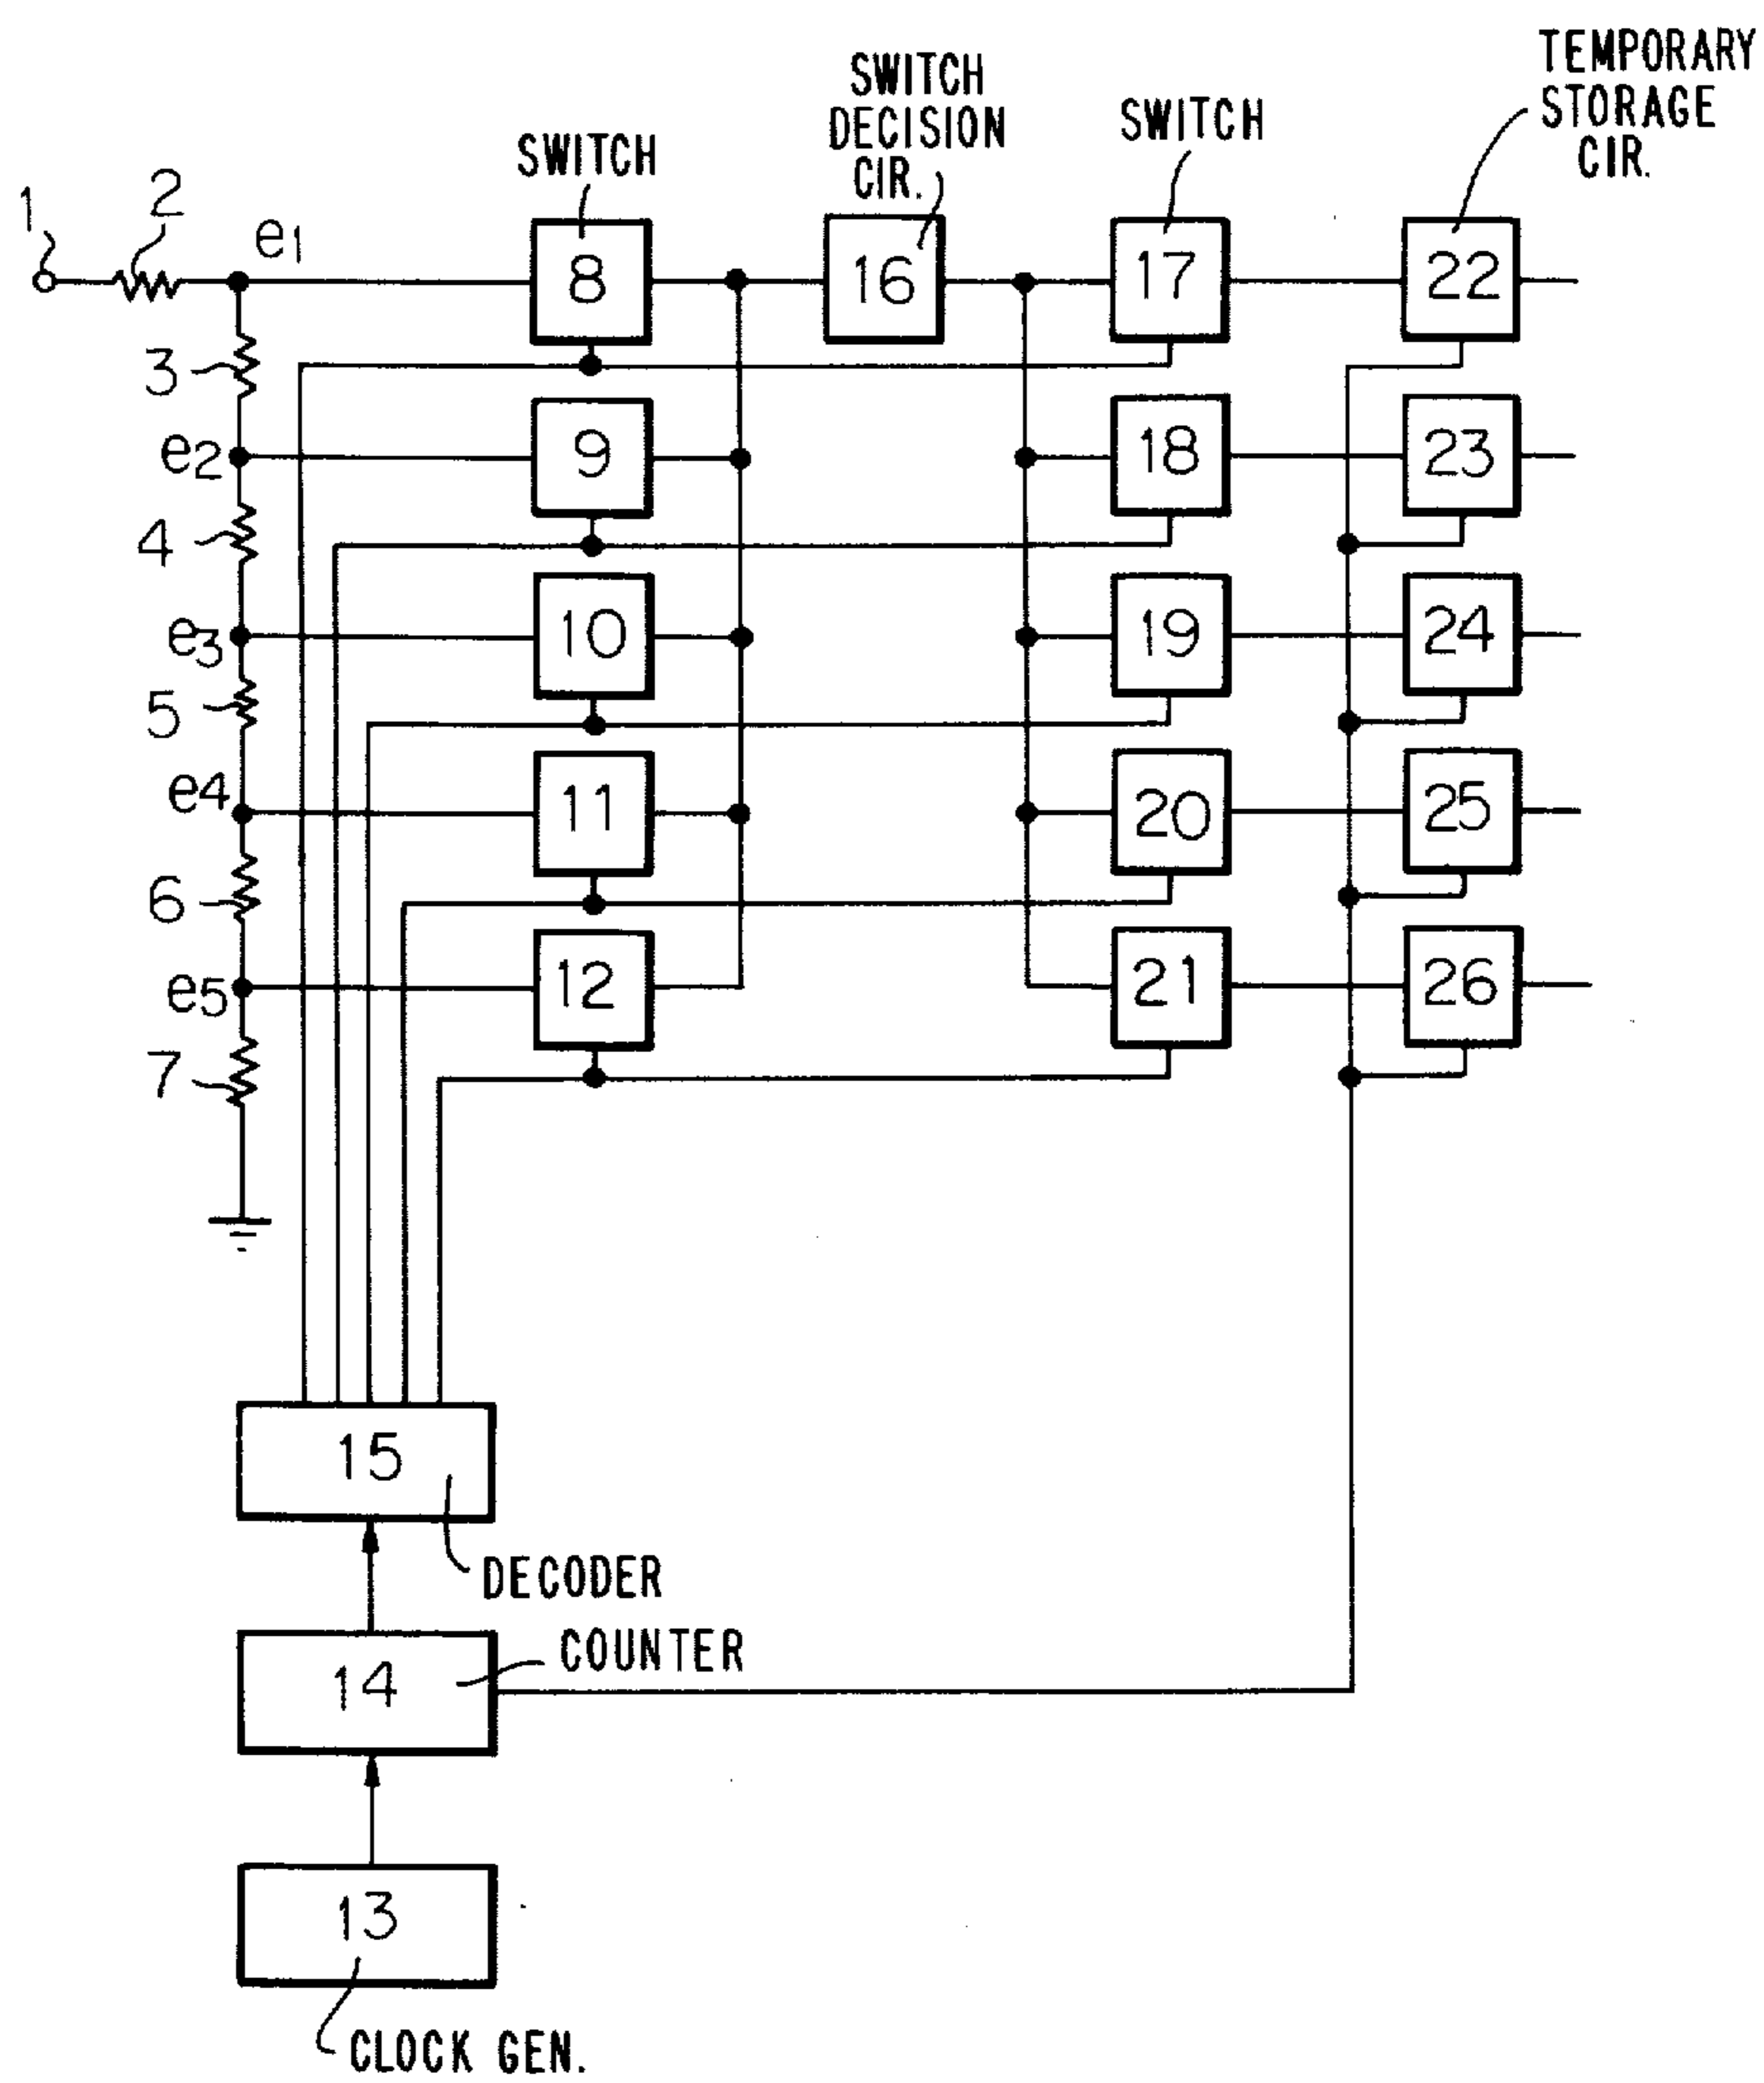 TEMPORARY
STORAGE
CIR.
SWITCH
DECISION
CIR.
SWITCH
SWITCH
1
2
e1
8
16
17
22
3
e2
9
18
23
4
e3
10
19
24
5
e4
11
20
25
6
e5
12
21
26
7
15
DECODER
COUNTER
14
13
CLOCK GEN.